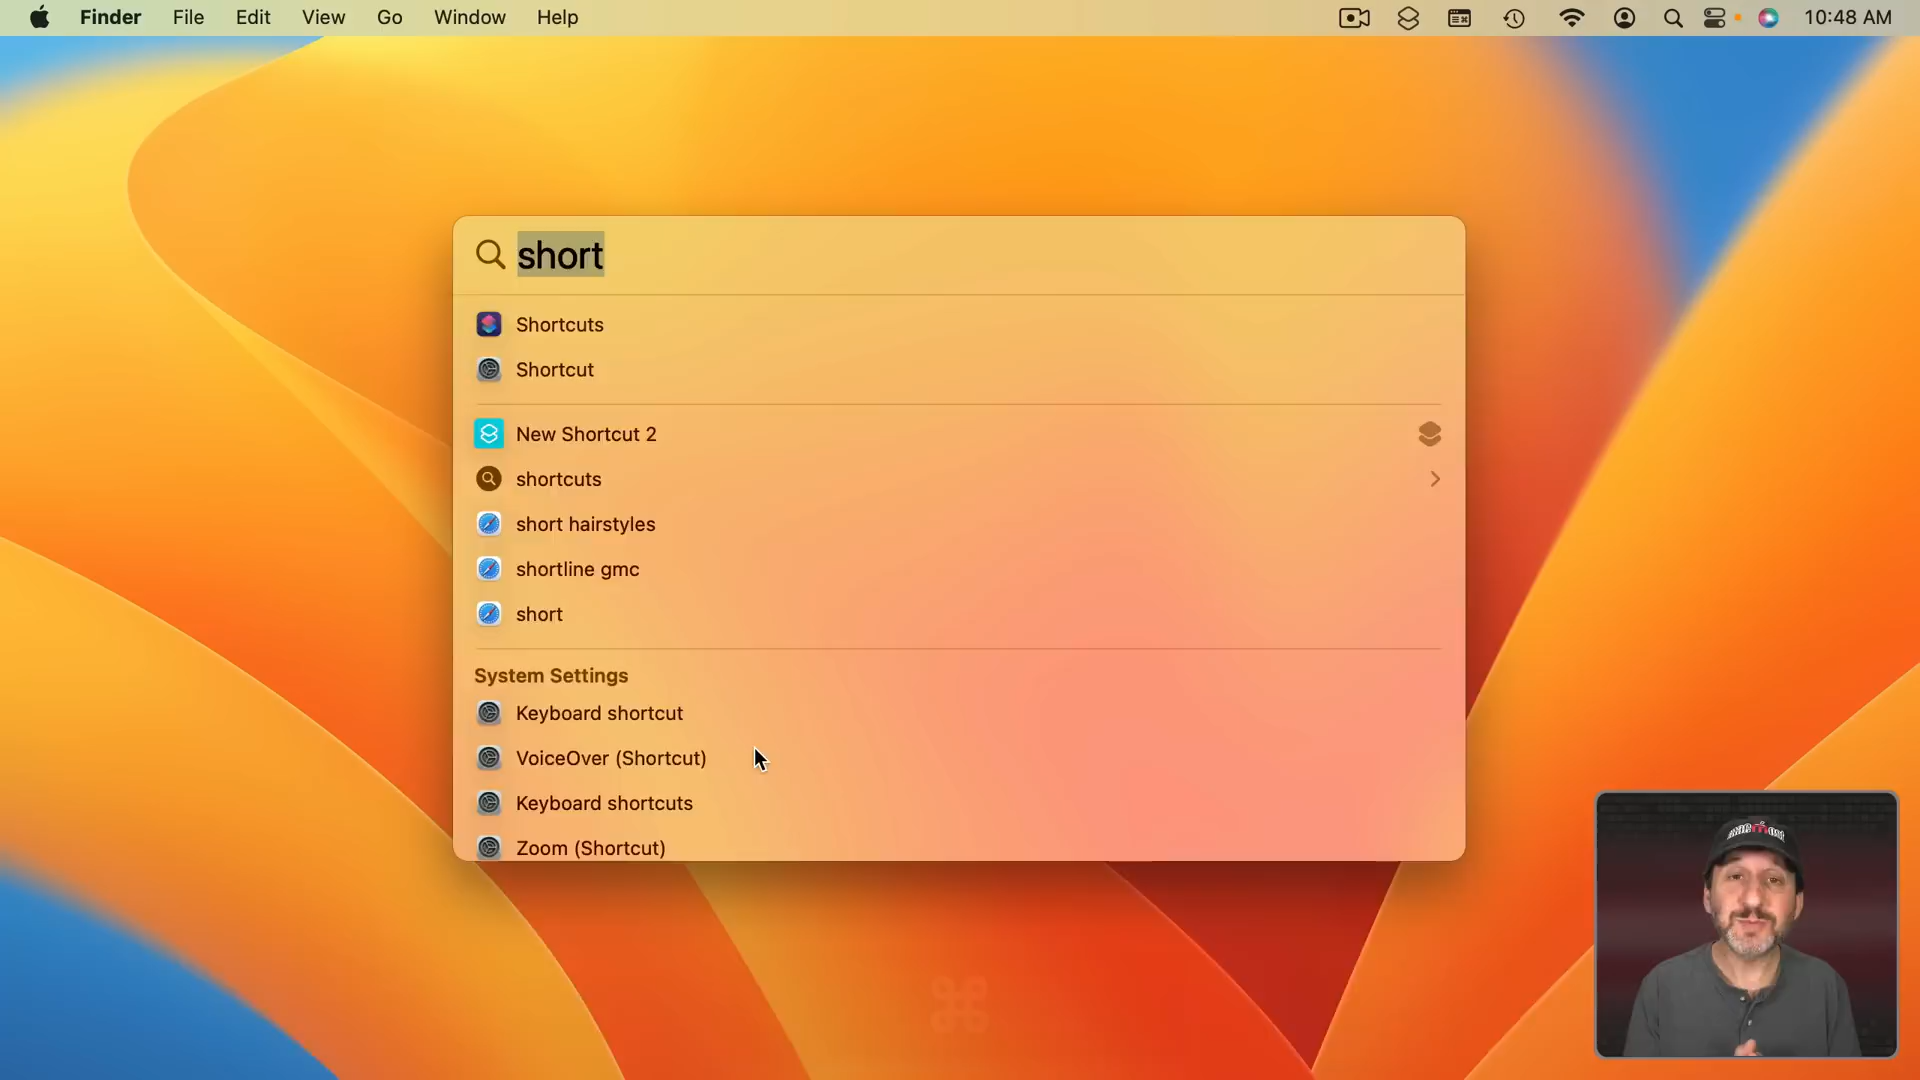 Finder File Edit View Go Window Help 10:48 AM
short
Shortcuts
Shortcut
New Shortcut 2
shortcuts
short hairstyles
shortline gmc
short
System Settings
Keyboard shortcut
VoiceOver (Shortcut)
Keyboard shortcuts
Zoom (Shortcut)